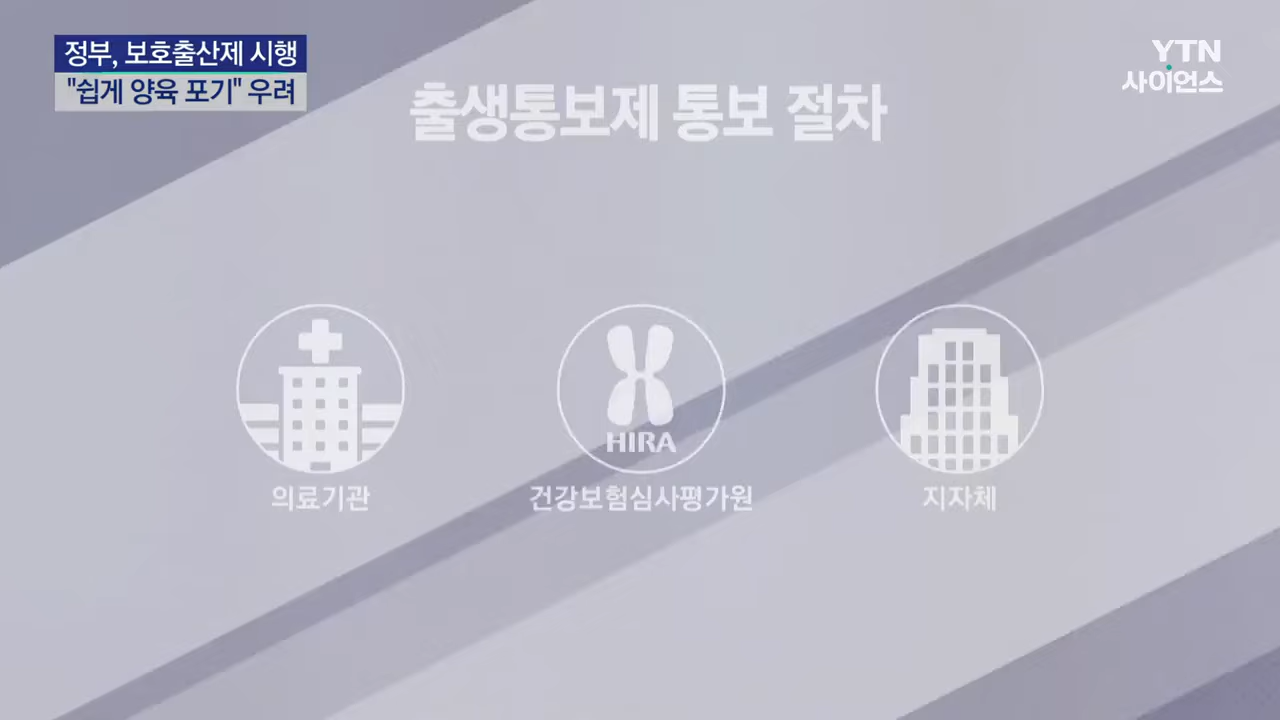 정부, 보호출산제 시행
"쉽게 양육 포기" 우려
YTN
사이언스
출생통보제 통보 절차
HIRA
의료기관
건강보험심사평가원
지자체